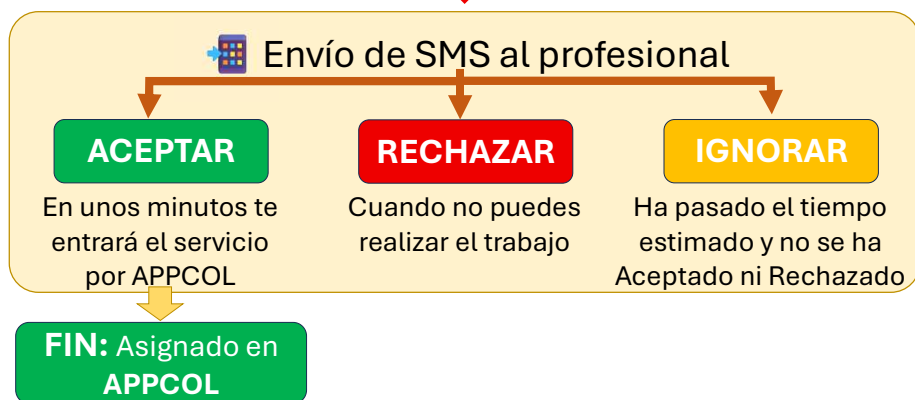 Envío de SMS al profesional
ACEPTAR
En unos minutos te
entrará el servicio
por APPCOL
RECHAZAR
Cuando no puedes
realizar el trabajo
IGNORAR
Ha pasado el tiempo
estimado y no se ha
Aceptado ni Rechazado
FIN: Asignado en
APPCOL